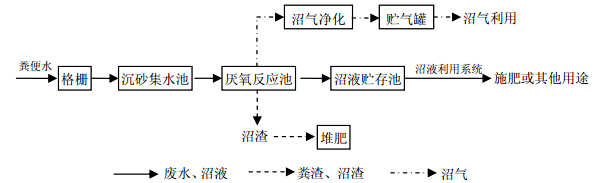 沼气净化
贮气罐
沼气利用
粪便水
格栅
沉砂集水池
厌氧反应池
沼液贮存池
沼液利用系统
施肥或其他用途
沼渣
堆肥
废水、沼液
粪渣、沼渣
沼气